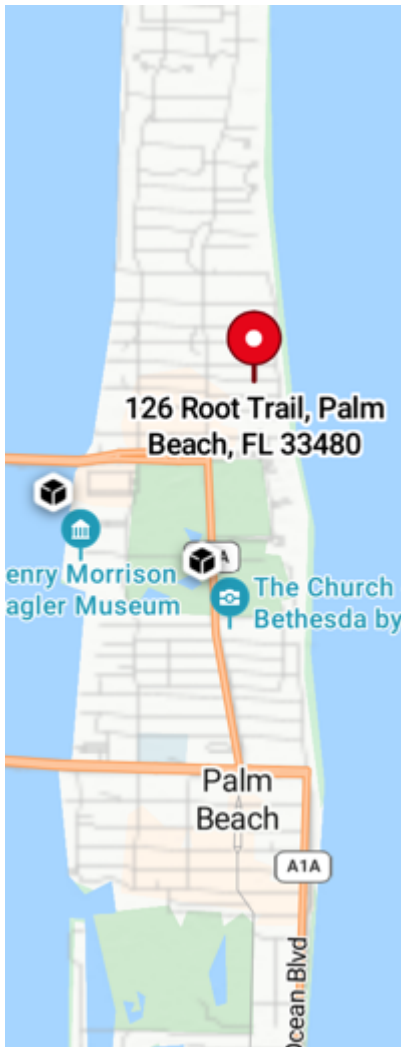 126 Root Trail, Palm
Beach, FL 33480
A
enry Morrison
agler Museum
The Church
Bethesda by
Palm
Beach
A1A
Ocean Blvd